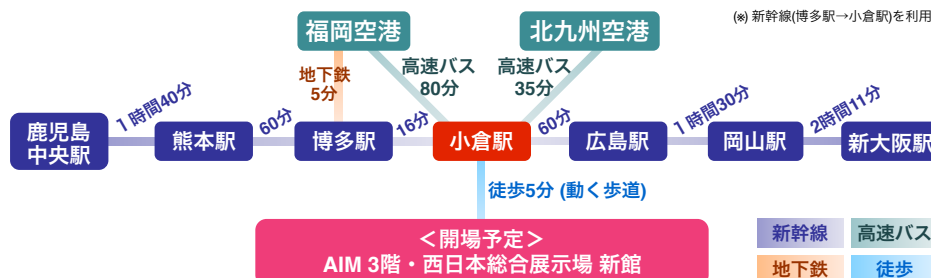 (※) 新幹線(博多駅→小倉駅)を利用
福岡空港
北九州空港
地下鉄
5分
高速バス
80分
高速バス
35分
1時間40分
60分
16分
60分
1時間30分
2時間11分
鹿児島
中央駅
熊本駅
博多駅
小倉駅
広島駅
岡山駅
新大阪駅
徒歩5分 (動く歩道)
＜開場予定＞
AIM 3階・西日本総合展示場 新館
新幹線
高速バス
地下鉄
徒歩